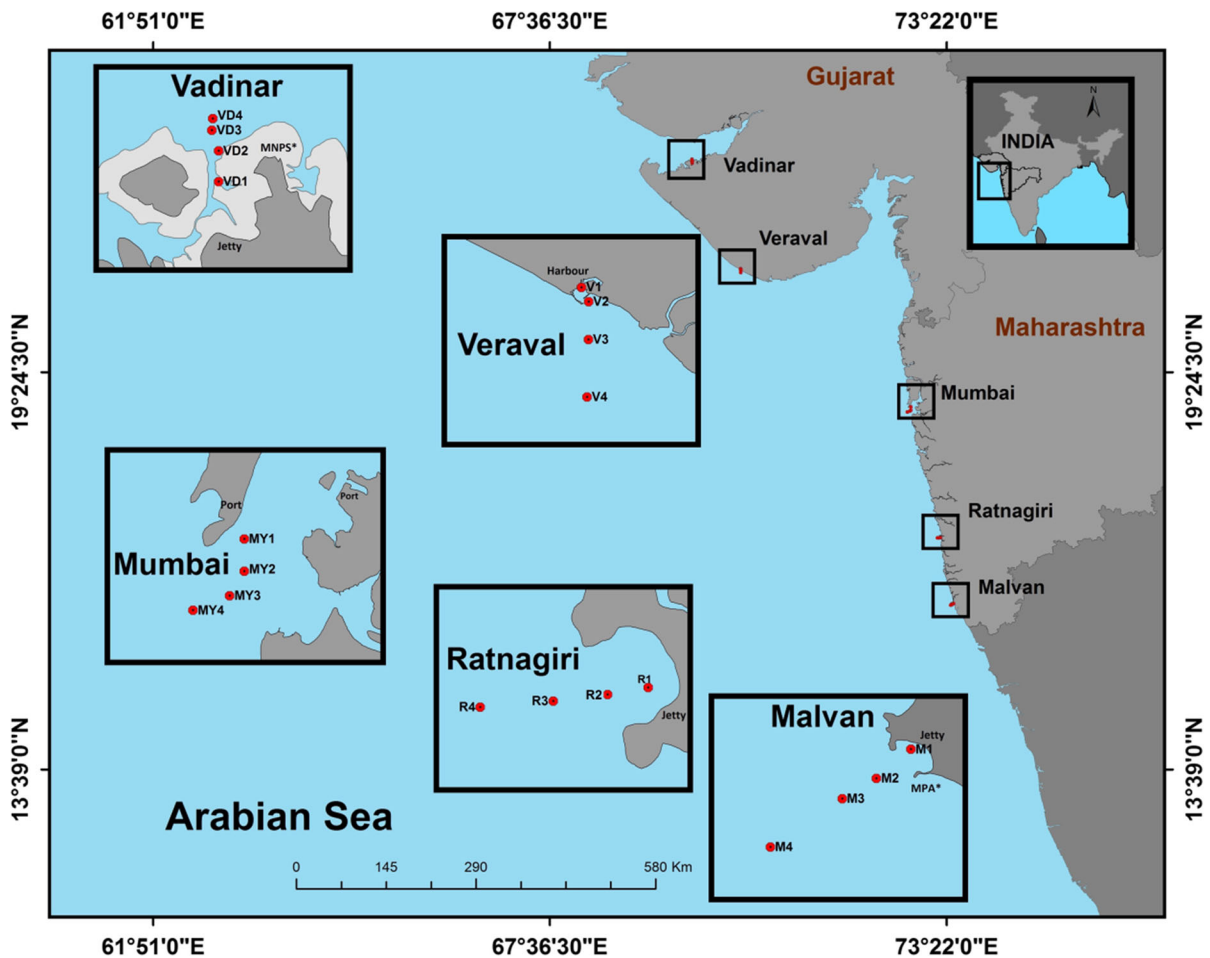 61°51'0"E
67°36'30"E
73°22'0"E
Vadinar
VD4
VD3
VD2
MNPS*
VD1
Jetty
Gujarat
N
INDIA
Vadinar
Veraval
Harbour
V1
V2
Veraval
V3
V4
Maharashtra
19°24'30"N
19°24'30"N
Mumbai
Port
Port
MY1
Mumbai
MY2
MY3
MY4
Ratnagiri
Malvan
Ratnagiri
R1
R2
R3
R4
Jetty
Malvan
Jetty
M1
M2
MPA*
M3
M4
13°39'0"N
13°39'0"N
Arabian Sea
0 145 290 580 Km
61°51'0"E
67°36'30"E
73°22'0"E